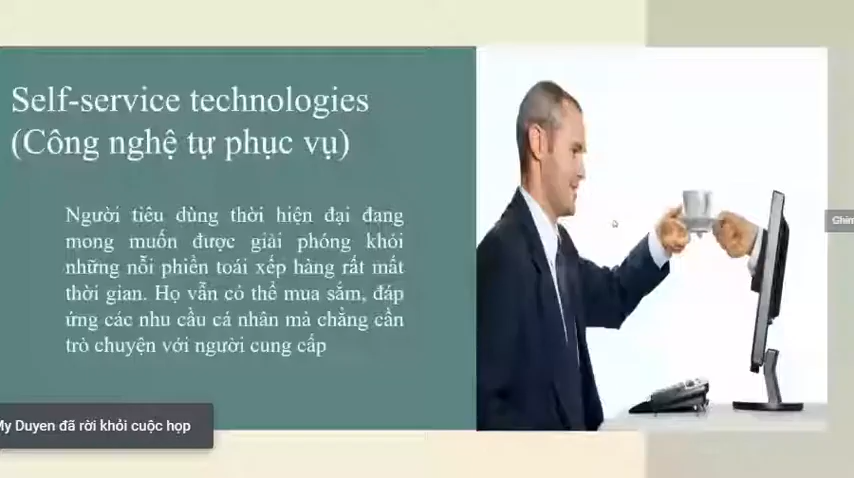 Self-service technologies
(Công nghệ tự phục vụ)
Người tiêu dùng thời hiện đại đang
mong muốn được giải phóng khỏi
những nỗi phiền toái xếp hàng rất mất
thời gian. Họ vẫn có thể mua sắm, đáp
ứng các nhu cầu cá nhân mà chẳng cần
trò chuyện với người cung cấp
Ghim
My Duyen đã rời khỏi cuộc họp